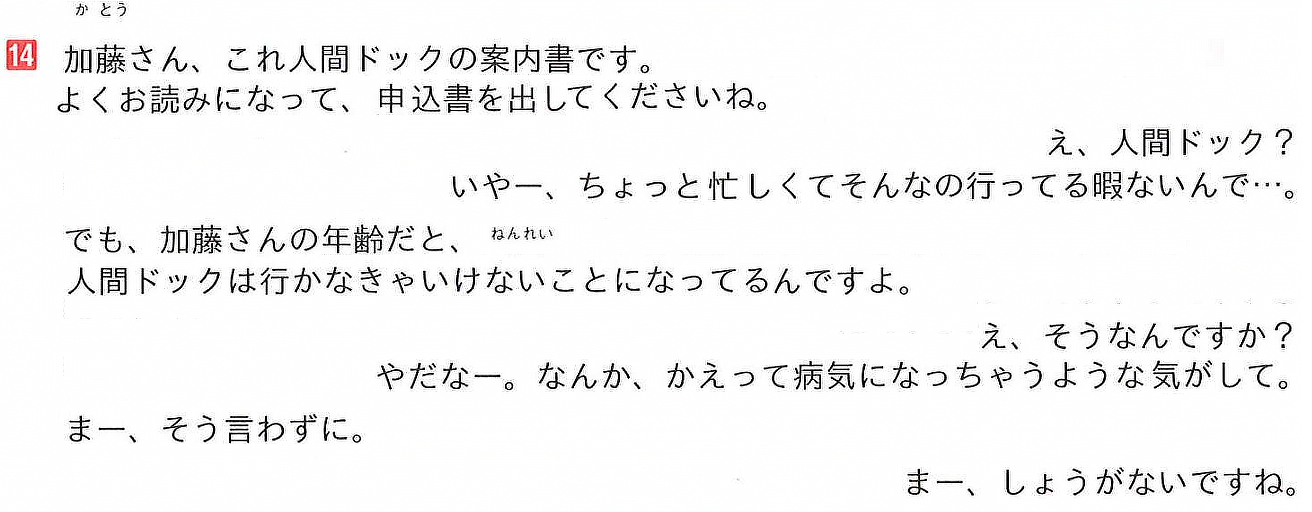 かとう
14 加藤さん、これ人間ドックの案内書です。
よくお読みになって、申込書を出してくださいね。
え、人間ドック？
いやー、ちょっと忙しくてそんなの行ってる暇ないんで…。
でも、加藤さんの年齢だと、 ねんれい
人間ドックは行かなきゃいけないことになってるんですよ。
え、そうなんですか？
やだなー。なんか、かえって病気になっちゃうような気がして。
まー、そう言わずに。
まー、しょうがないですね。